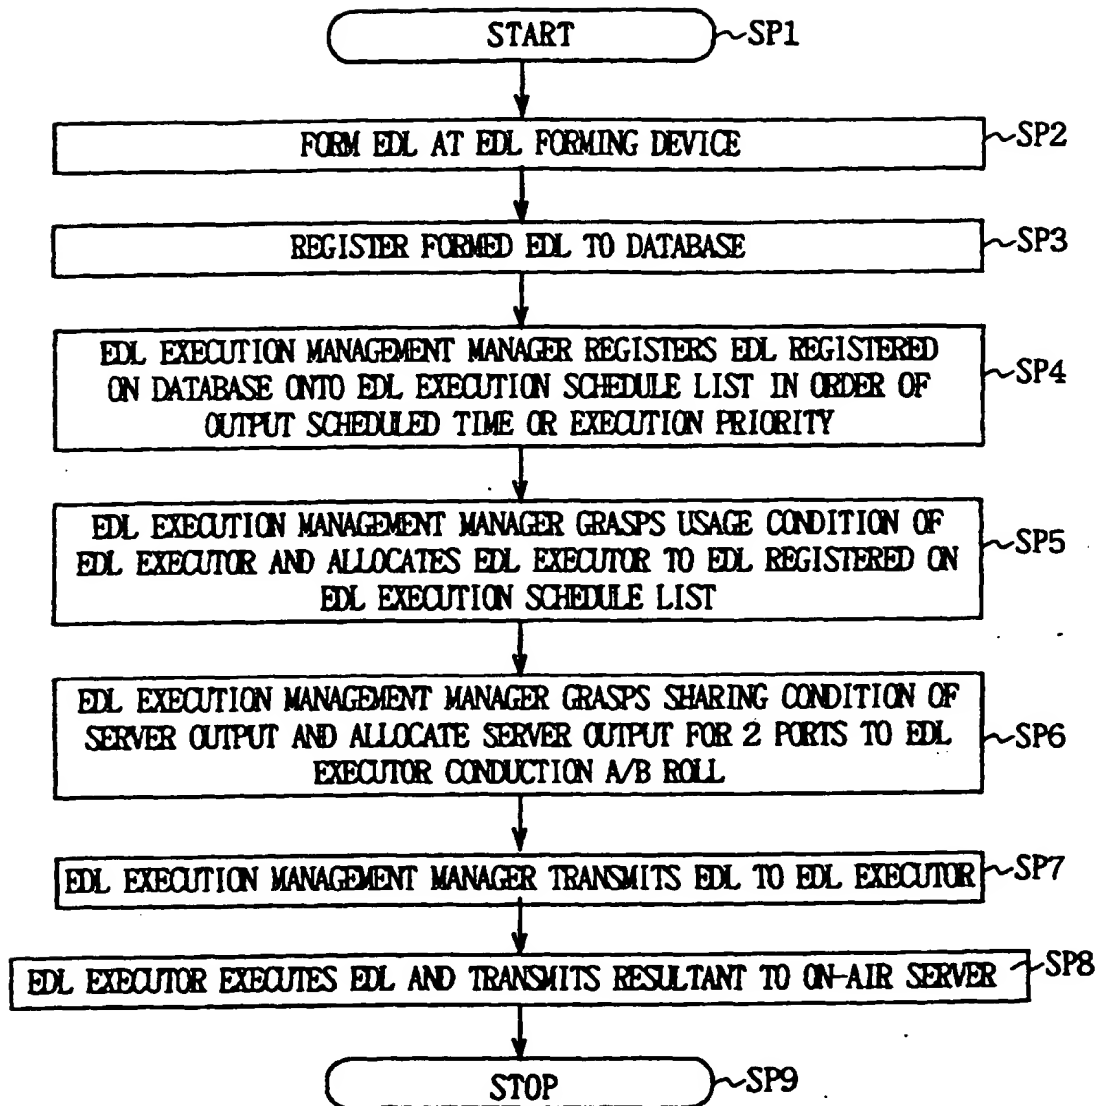 START
SP1
FORM EDL AT EDL FORMING DEVICE
SP2
REGISTER FORMED EDL TO DATABASE
SP3
EDL EXECUTION MANAGEMENT MANAGER REGISTERS EDL REGISTERED
ON DATABASE ONTO EDL EXECUTION SCHEDULE LIST IN ORDER OF
OUTPUT SCHEDULED TIME OR EXECUTION PRIORITY
SP4
EDL EXECUTION MANAGEMENT MANAGER GRASPS USAGE CONDITION OF
EDL EXECUTOR AND ALLOCATES EDL EXECUTOR TO EDL REGISTERED ON
EDL EXECUTION SCHEDULE LIST
SP5
EDL EXECUTION MANAGEMENT MANAGER GRASPS SHARING CONDITION OF
SERVER OUTPUT AND ALLOCATE SERVER OUTPUT FOR 2 PORTS TO EDL
EXECUTOR CONDUCTION A/B ROLL
SP6
EDL EXECUTION MANAGEMENT MANAGER TRANSMITS EDL TO EDL EXECUTOR
SP7
EDL EXECUTOR EXECUTES EDL AND TRANSMITS RESULTANT TO ON-AIR SERVER
SP8
STOP
SP9